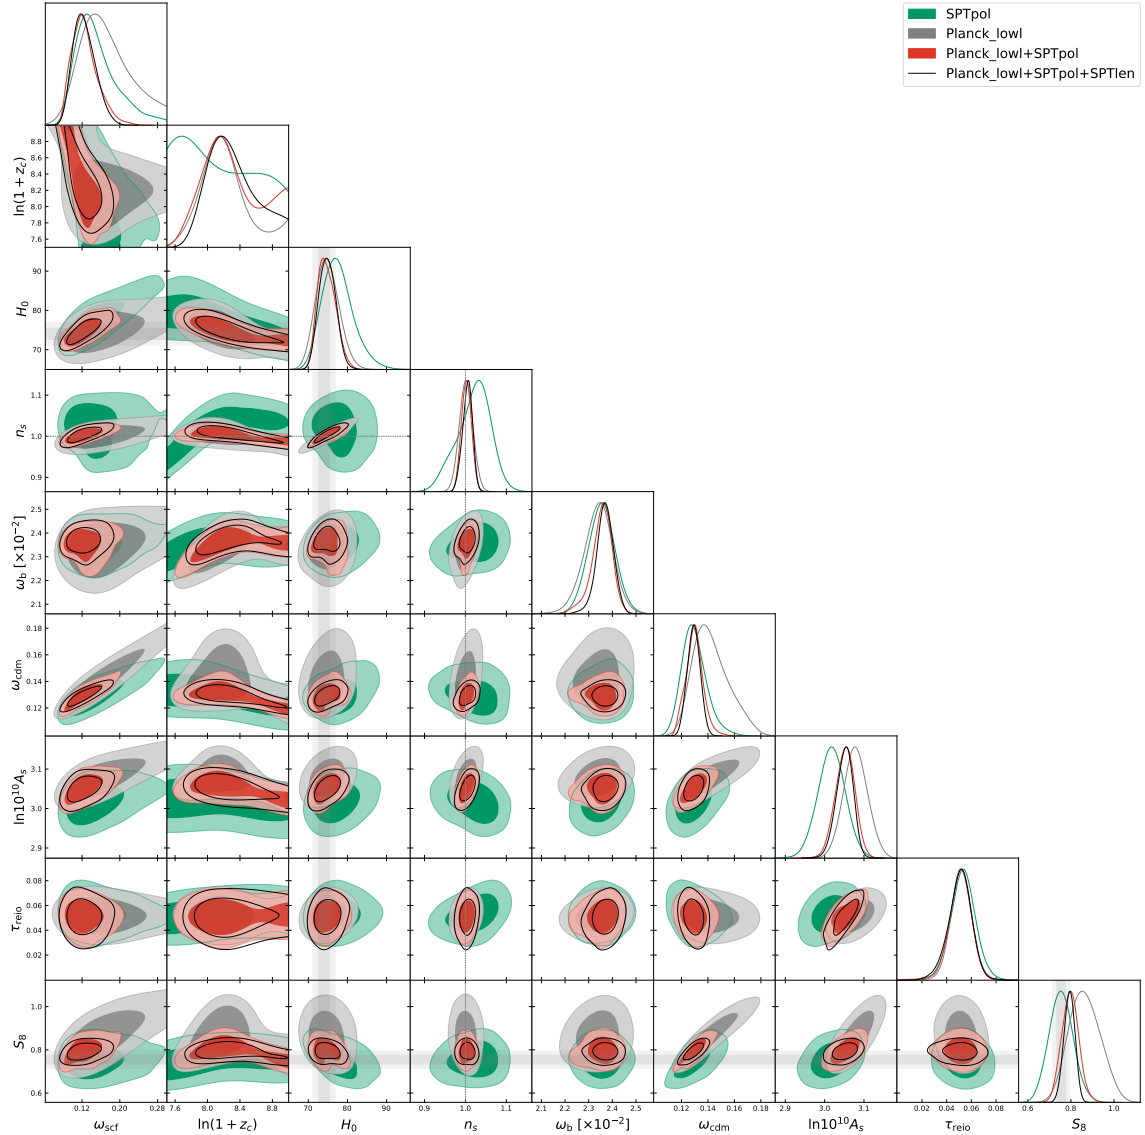 SPTpol
Planck_lowl
Planck_lowl+SPTpol
Planck_lowl+SPTpol+SPTlen
ln(1 + z_c)
8.8
8.6
8.4
8.2
8.0
7.8
7.6
H_0
90
80
70
n_s
1.1
1.0
0.9
ω_b [×10^{-2}]
2.5
2.4
2.3
2.2
2.1
ω_cdm
0.18
0.16
0.14
0.12
ln10^{10}A_s
3.1
3.0
2.9
τ_reio
0.08
0.06
0.04
0.02
S_8
1.0
0.8
0.6
0.12 0.20 0.28 7.6 8.0 8.4 8.8 70 80 90 0.9 1.0 1.1 2.1 2.2 2.3 2.4 2.5 0.12 0.14 0.16 0.18 2.9 3.0 3.1 0.02 0.04 0.06 0.08 0.6 0.8 1.0
ω_scf ln(1 + z_c) H_0 n_s ω_b [×10^{-2}] ω_cdm ln10^{10}A_s τ_reio S_8